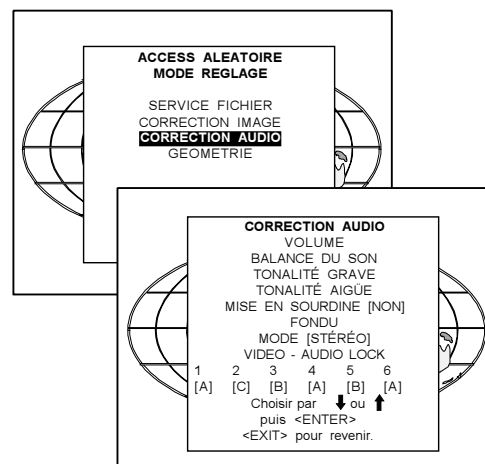 ACCESS ALEATOIRE
MODE REGLAGE
SERVICE FICHIER
CORRECTION IMAGE
CORRECTION AUDIO
GEOMETRIE
CORRECTION AUDIO
VOLUME
BALANCE DU SON
TONALITÉ GRAVE
TONALITÉ AIGÜE
MISE EN SOURDINE [NON]
FONDU
MODE [STÉRÉO]
VIDEO - AUDIO LOCK
1 2 3 4 5 6
[A] [C] [B] [A] [B] [A]
Choisir par ⬇ ou ⬆
puis <ENTER>
<EXIT> pour revenir.